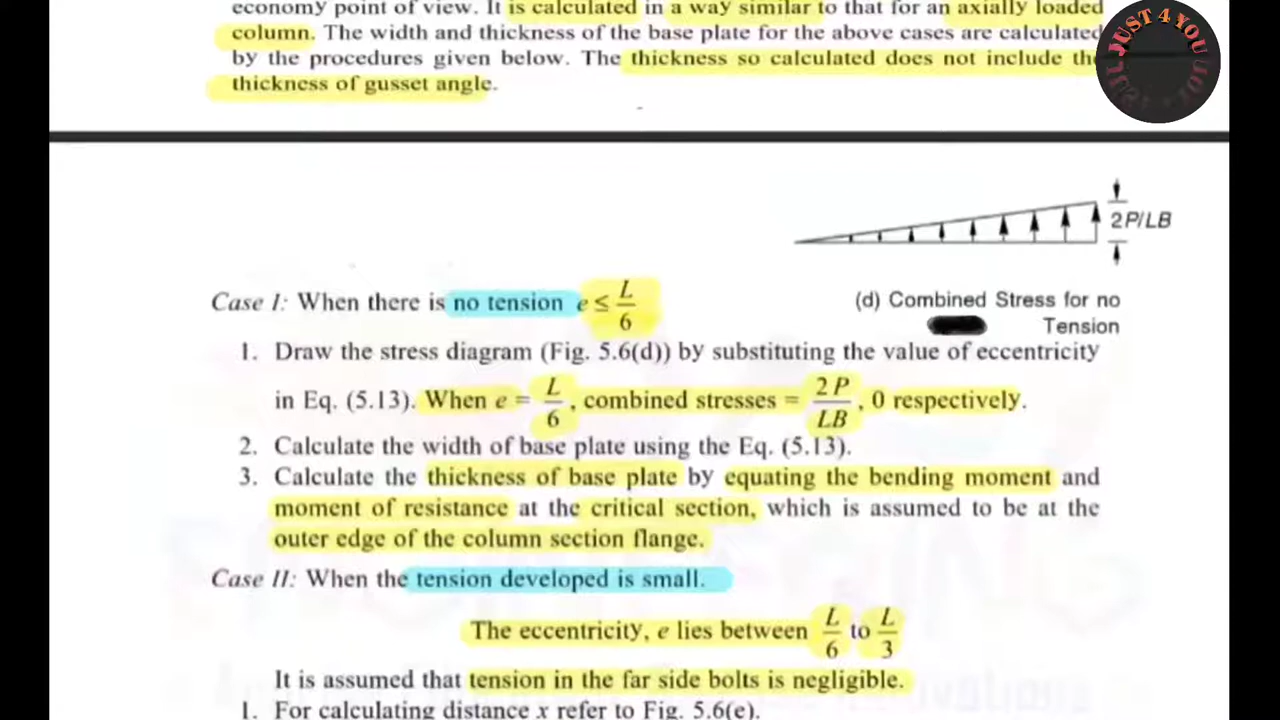 economy point of view. It is calculated in a way similar to that for an axially loaded
column. The width and thickness of the base plate for the above cases are calculated
by the procedures given below. The thickness so calculated does not include the
thickness of gusset angle.
JUST 4 YOU
2P/LB
(d) Combined Stress for no
Tension
Case I: When there is no tension e ≤ L/6
1. Draw the stress diagram (Fig. 5.6(d)) by substituting the value of eccentricity
in Eq. (5.13). When e = L/6, combined stresses = 2P/LB, 0 respectively.
2. Calculate the width of base plate using the Eq. (5.13).
3. Calculate the thickness of base plate by equating the bending moment and
moment of resistance at the critical section, which is assumed to be at the
outer edge of the column section flange.
Case II: When the tension developed is small.
The eccentricity, e lies between L/6 to L/3
It is assumed that tension in the far side bolts is negligible.
1. For calculating distance x refer to Fig. 5.6(e).